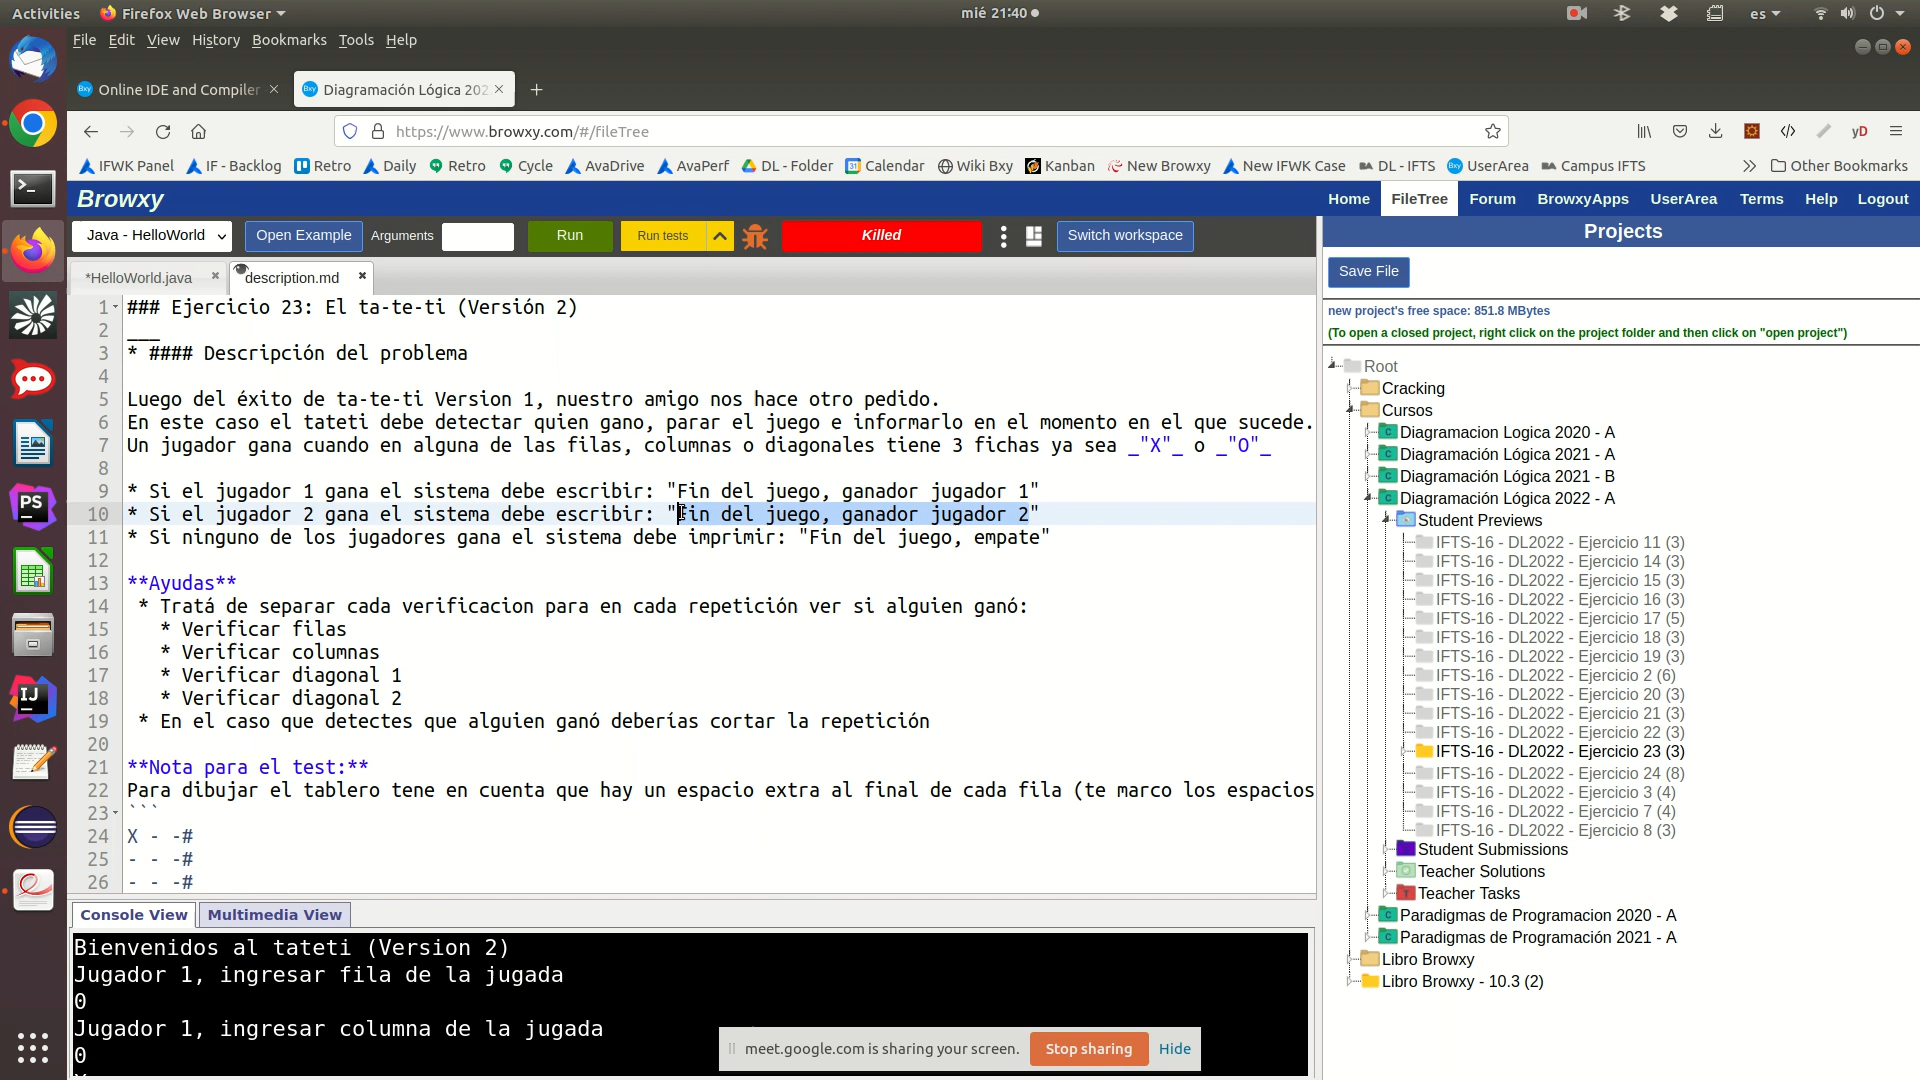 Activities
Firefox Web Browser
mié 21:40
es
File Edit View History Bookmarks Tools Help
Online IDE and Compiler
Diagramación Lógica 202
https://www.browxy.com/#/fileTree
yD
IFWK Panel
IF - Backlog
Retro
Daily
Retro
Cycle
AvaDrive
AvaPerf
DL - Folder
Calendar
Wiki Bxy
Kanban
New Browxy
New IFWK Case
DL - IFTS
UserArea
Campus IFTS
Other Bookmarks
Browxy
Home
FileTree
Forum
BrowxyApps
UserArea
Terms
Help
Logout
Java - HelloWorld
Open Example
Arguments
Run
Run tests
Killed
Switch workspace
*HelloWorld.java
description.md
1 ### Ejercicio 23: El ta-te-ti (Versión 2)
2 ___
3 * #### Descripción del problema
4
5 Luego del éxito de ta-te-ti Version 1, nuestro amigo nos hace otro pedido.
6 En este caso el tateti debe detectar quien gano, parar el juego e informarlo en el momento en el que sucede.
7 Un jugador gana cuando en alguna de las filas, columnas o diagonales tiene 3 fichas ya sea _"X"_ o _"O"_
8
9 * Si el jugador 1 gana el sistema debe escribir: "Fin del juego, ganador jugador 1"
10 * Si el jugador 2 gana el sistema debe escribir: "Fin del juego, ganador jugador 2"
11 * Si ninguno de los jugadores gana el sistema debe imprimir: "Fin del juego, empate"
12
13 **Ayudas**
14 * Tratá de separar cada verificacion para en cada repetición ver si alguien ganó:
15 * Verificar filas
16 * Verificar columnas
17 * Verificar diagonal 1
18 * Verificar diagonal 2
19 * En el caso que detectes que alguien ganó deberías cortar la repetición
20
21 **Nota para el test:**
22 Para dibujar el tablero tene en cuenta que hay un espacio extra al final de cada fila (te marco los espacios
23 ```
24 X - -#
25 - - -#
26 - - -#
Console View
Multimedia View
Bienvenidos al tateti (Version 2)
Jugador 1, ingresar fila de la jugada
0
Jugador 1, ingresar columna de la jugada
0
meet.google.com is sharing your screen.
Stop sharing
Hide
Projects
Save File
new project's free space: 851.8 MBytes
(To open a closed project, right click on the project folder and then click on "open project")
Root
Cracking
Cursos
Diagramacion Logica 2020 - A
Diagramación Lógica 2021 - A
Diagramación Lógica 2021 - B
Diagramación Lógica 2022 - A
Student Previews
IFTS-16 - DL2022 - Ejercicio 11 (3)
IFTS-16 - DL2022 - Ejercicio 14 (3)
IFTS-16 - DL2022 - Ejercicio 15 (3)
IFTS-16 - DL2022 - Ejercicio 16 (3)
IFTS-16 - DL2022 - Ejercicio 17 (5)
IFTS-16 - DL2022 - Ejercicio 18 (3)
IFTS-16 - DL2022 - Ejercicio 19 (3)
IFTS-16 - DL2022 - Ejercicio 2 (6)
IFTS-16 - DL2022 - Ejercicio 20 (3)
IFTS-16 - DL2022 - Ejercicio 21 (3)
IFTS-16 - DL2022 - Ejercicio 22 (3)
IFTS-16 - DL2022 - Ejercicio 23 (3)
IFTS-16 - DL2022 - Ejercicio 24 (8)
IFTS-16 - DL2022 - Ejercicio 3 (4)
IFTS-16 - DL2022 - Ejercicio 7 (4)
IFTS-16 - DL2022 - Ejercicio 8 (3)
Student Submissions
Teacher Solutions
Teacher Tasks
Paradigmas de Programacion 2020 - A
Paradigmas de Programación 2021 - A
Libro Browxy
Libro Browxy - 10.3 (2)